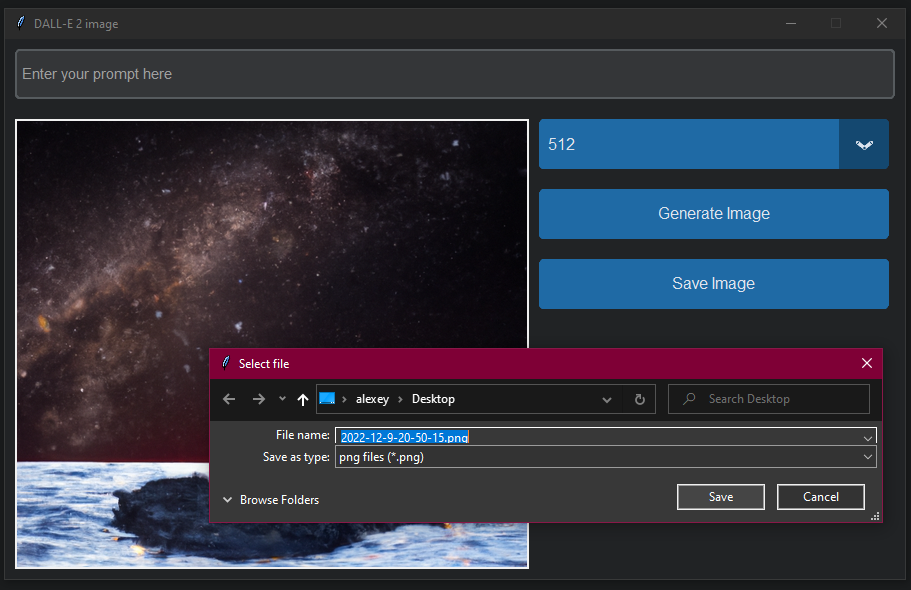 DALL-E 2 image
Enter your prompt here
512
Generate Image
Save Image
Select file
alexey
Desktop
Search Desktop
File name: 2022-12-9-20-50-15.png
Save as type: png files (*.png)
Browse Folders
Save
Cancel